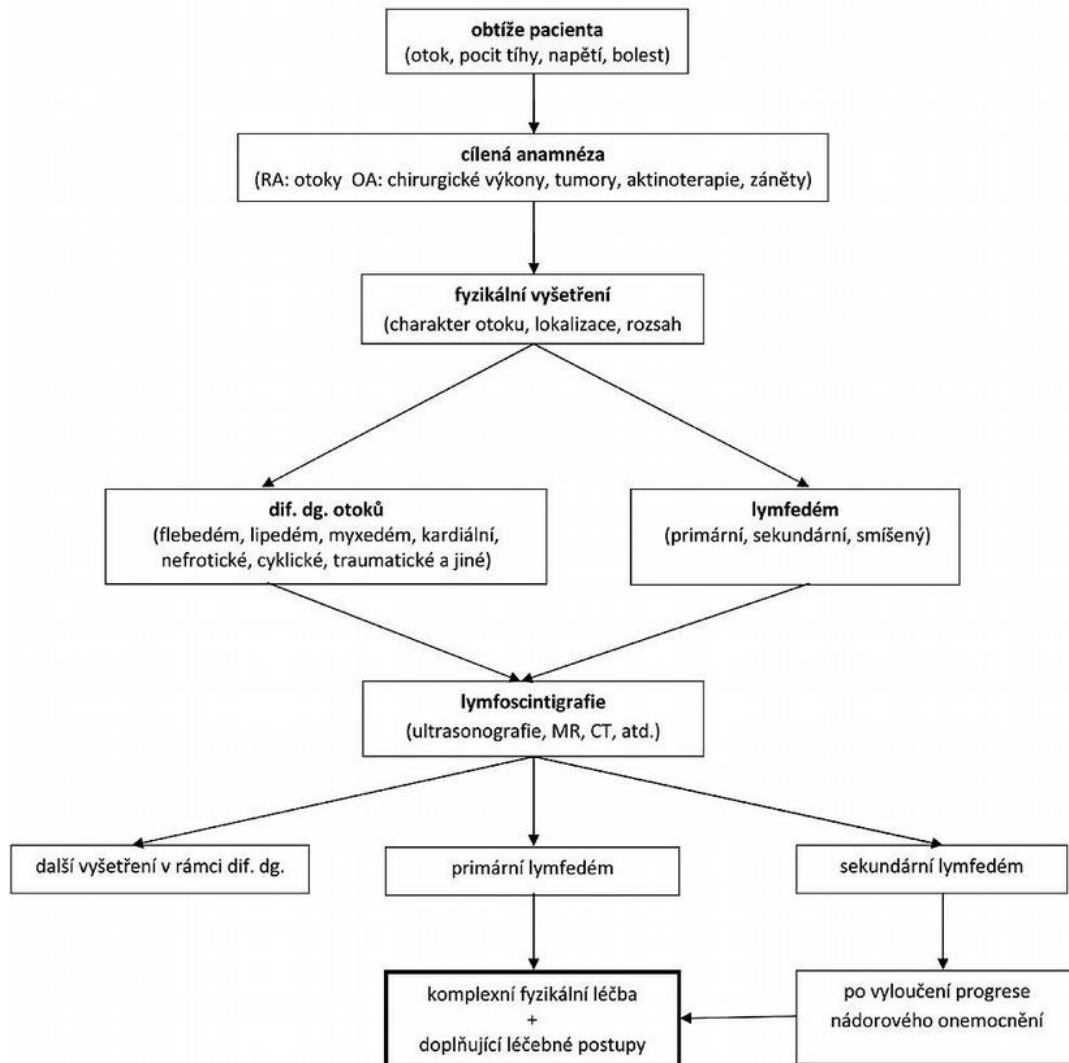 obtíže pacienta
(otok, pocit tíhy, napětí, bolest)
cílená anamnéza
(RA: otoky OA: chirurgické výkony, tumory, aktinoterapie, záněty)
fyzikální vyšetření
(charakter otoku, lokalizace, rozsah
dif. dg. otoků
(flebedém, lipedém, myxedém, kardiální,
nefrotické, cyklické, traumatické a jiné)
lymfedém
(primární, sekundární, smíšený)
lymfoscintigrafie
(ultrasonografie, MR, CT, atd.)
další vyšetření v rámci dif. dg.
primární lymfedém
sekundární lymfedém
komplexní fyzikální léčba
+
doplňující léčebné postupy
po vyloučení progrese
nádorového onemocnění